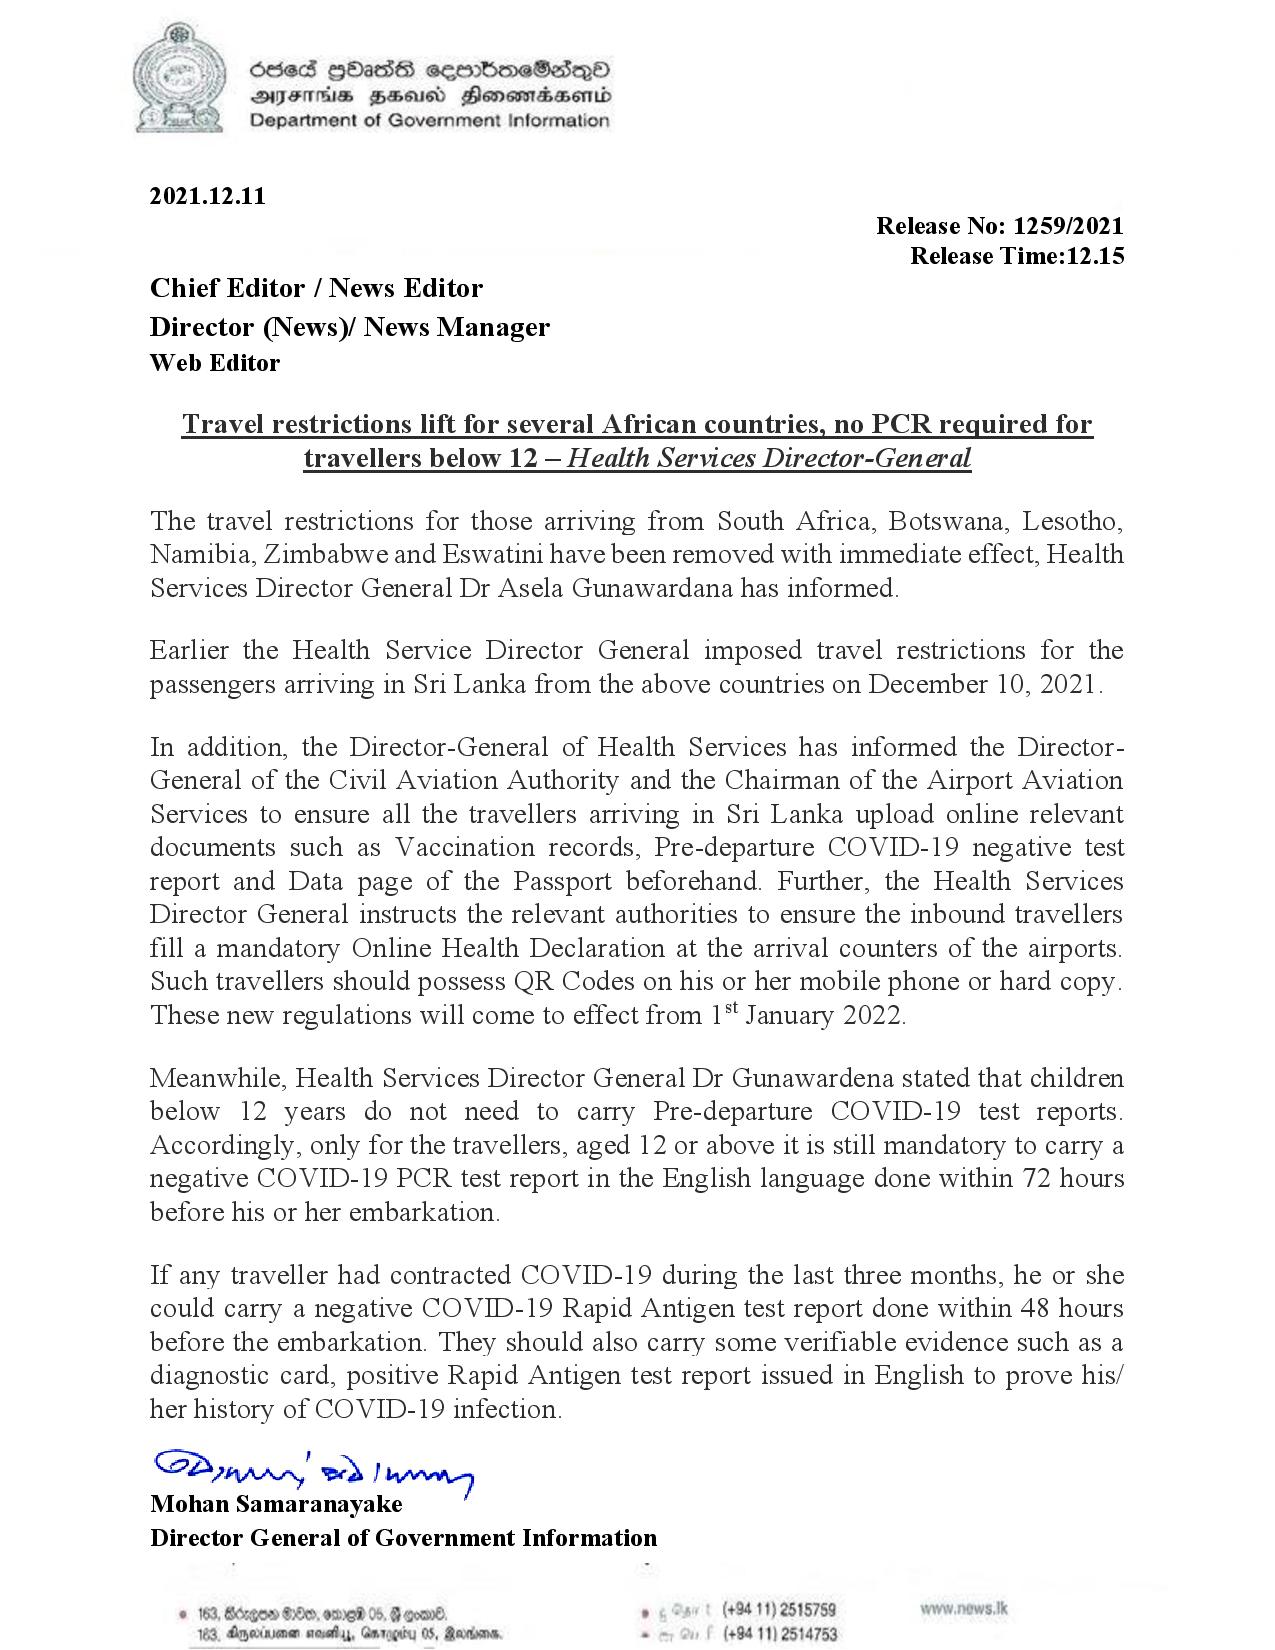 රජයේ ප්‍රවෘත්ති දෙපාර්තමේන්තුව
அரசாங்க தகவல் திணைக்களம்
Department of Government Information
2021.12.11
Release No: 1259/2021
Release Time:12.15
Chief Editor / News Editor
Director (News)/ News Manager
Web Editor
Travel restrictions lift for several African countries, no PCR required for
travellers below 12 – Health Services Director-General
The travel restrictions for those arriving from South Africa, Botswana, Lesotho,
Namibia, Zimbabwe and Eswatini have been removed with immediate effect, Health
Services Director General Dr Asela Gunawardana has informed.
Earlier the Health Service Director General imposed travel restrictions for the
passengers arriving in Sri Lanka from the above countries on December 10, 2021.
In addition, the Director-General of Health Services has informed the Director-
General of the Civil Aviation Authority and the Chairman of the Airport Aviation
Services to ensure all the travellers arriving in Sri Lanka upload online relevant
documents such as Vaccination records, Pre-departure COVID-19 negative test
report and Data page of the Passport beforehand. Further, the Health Services
Director General instructs the relevant authorities to ensure the inbound travellers
fill a mandatory Online Health Declaration at the arrival counters of the airports.
Such travellers should possess QR Codes on his or her mobile phone or hard copy.
These new regulations will come to effect from 1st January 2022.
Meanwhile, Health Services Director General Dr Gunawardena stated that children
below 12 years do not need to carry Pre-departure COVID-19 test reports.
Accordingly, only for the travellers, aged 12 or above it is still mandatory to carry a
negative COVID-19 PCR test report in the English language done within 72 hours
before his or her embarkation.
If any traveller had contracted COVID-19 during the last three months, he or she
could carry a negative COVID-19 Rapid Antigen test report done within 48 hours
before the embarkation. They should also carry some verifiable evidence such as a
diagnostic card, positive Rapid Antigen test report issued in English to prove his/
her history of COVID-19 infection.
Mohan Samaranayake
Director General of Government Information
163, කිරුලපන මාවත, කොළඹ 05, ශ්‍රී ලංකාව. (+94 11) 2515759 www.news.lk
163, கிருலப்பனை எவனியு, கொழும்பு 05, இலங்கை. (+94 11) 2514753